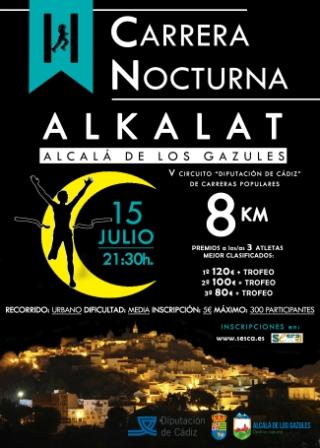 II
CARRERA
NOCTURNA
ALKALAT
ALCALÁ DE LOS GAZULES
V CIRCUITO "DIPUTACIÓN DE CÁDIZ"
DE CARRERAS POPULARES
15
JULIO
21:30h.
8 KM
PREMIOS a los/as 3 ATLETAS
MEJOR CLASIFICADOS:
1º 120€ + TROFEO
2º 100€ + TROFEO
3º 80€ + TROFEO
RECORRIDO: URBANO DIFICULTAD: MEDIA INSCRIPCIÓN: 5€ MÁXIMO: 300 PARTICIPANTES
INSCRIPCIONES en:
www.sesca.es
Diputación
de Cádiz
ALCALÁ DE LOS GAZULES